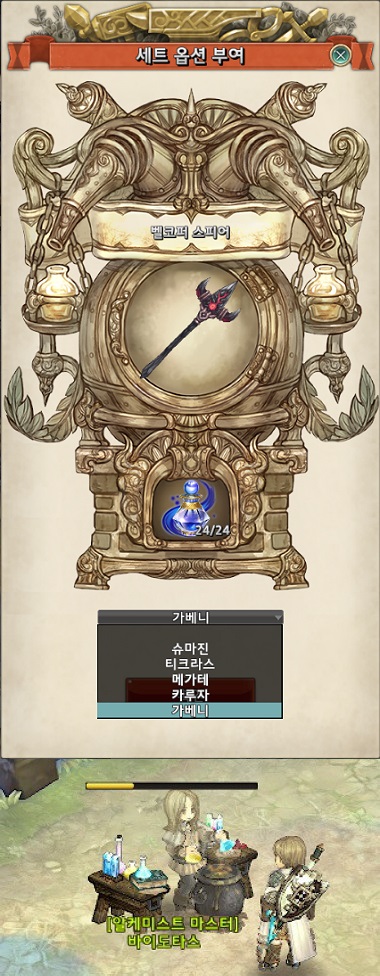 세트 옵션 부여
벨코퍼 스피어
24/24
가베니
슈마진
티크라스
메가테
카루자
가베니
[알케미스트 마스터]
바이도타스